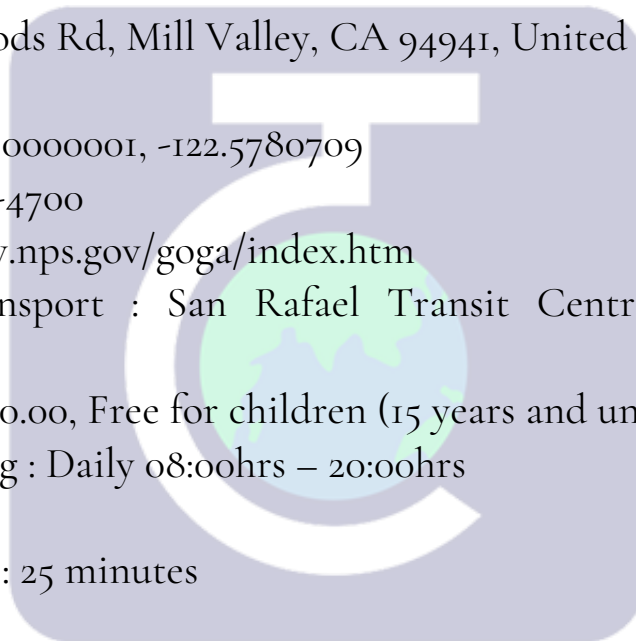 ods Rd, Mill Valley, CA 94941, United
0000001, -122.5780709
-4700
.nps.gov/goga/index.htm
nsport : San Rafael Transit Centr
0.00, Free for children (15 years and un
g : Daily 08:00hrs – 20:00hrs
: 25 minutes